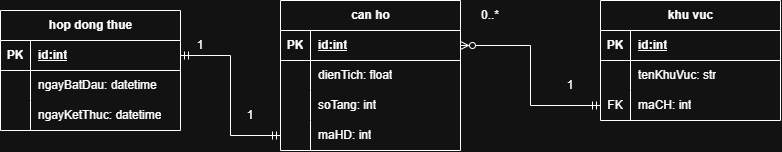 hop dong thue
PK id:int
ngayBatDau: datetime
ngayKetThuc: datetime
1
1
can ho
PK id:int
dienTich: float
soTang: int
maHD: int
0..*
1
khu vuc
PK id:int
tenKhuVuc: str
FK maCH: int